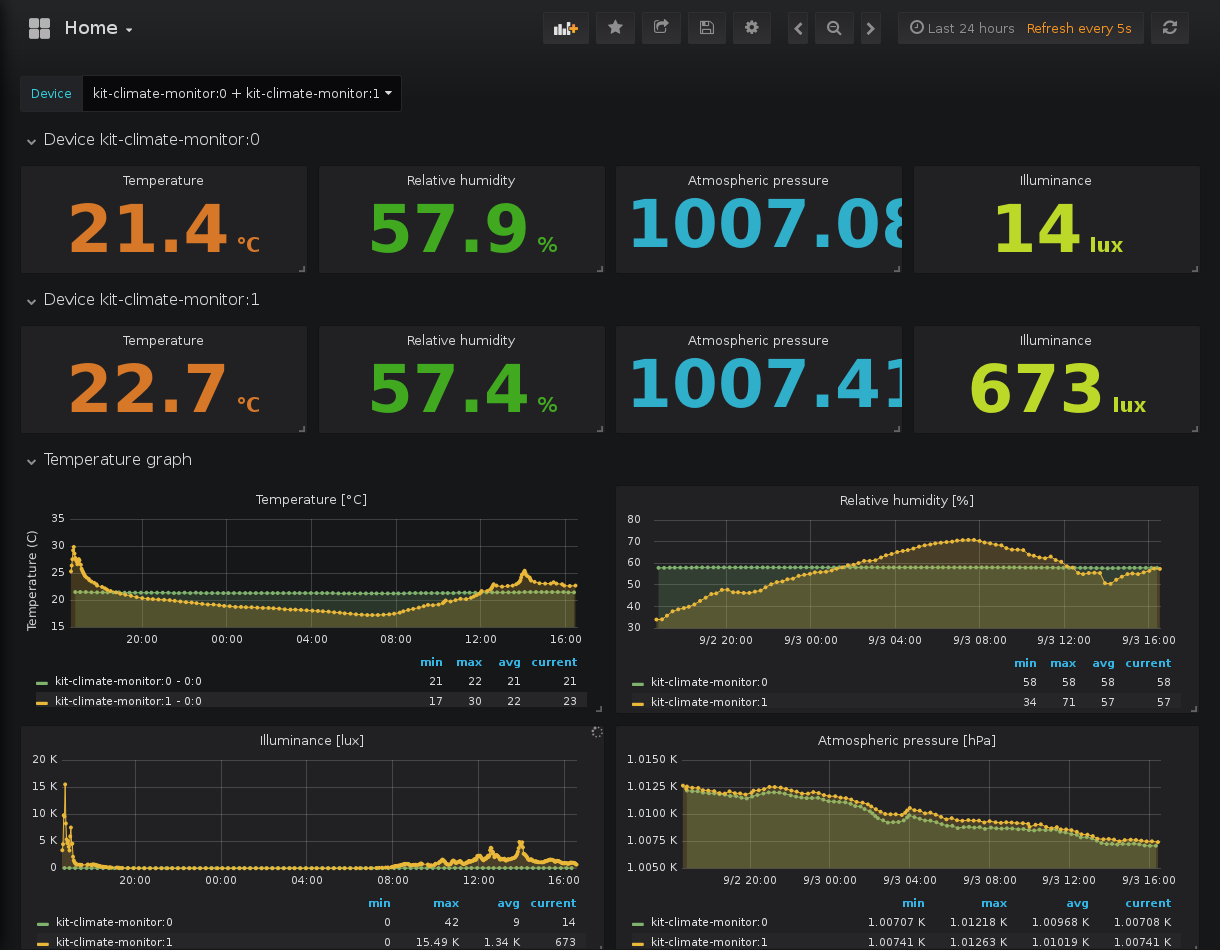 Home
Last 24 hours Refresh every 5s
Device kit-climate-monitor:0 + kit-climate-monitor:1
Device kit-climate-monitor:0
Temperature Relative humidity Atmospheric pressure Illuminance
21.4 °C 57.9 % 1007.08 14 lux
Device kit-climate-monitor:1
Temperature Relative humidity Atmospheric pressure Illuminance
22.7 °C 57.4 % 1007.41 673 lux
Temperature graph
Temperature [°C]
Temperature (C)
35
30
25
20
15
20:00 00:00 04:00 08:00 12:00 16:00
min max avg current
kit-climate-monitor:0 - 0:0 21 22 21 21
kit-climate-monitor:1 - 0:0 17 30 22 23
Relative humidity [%]
80
70
60
50
40
30
9/2 20:00 9/3 00:00 9/3 04:00 9/3 08:00 9/3 12:00 9/3 16:00
min max avg current
kit-climate-monitor:0 58 58 58 58
kit-climate-monitor:1 34 71 57 57
Illuminance [lux]
20 K
15 K
10 K
5 K
0
20:00 00:00 04:00 08:00 12:00 16:00
min max avg current
kit-climate-monitor:0 0 42 9 14
kit-climate-monitor:1 0 15.49 K 1.34 K 673
Atmospheric pressure [hPa]
1.0150 K
1.0125 K
1.0100 K
1.0075 K
1.0050 K
9/2 20:00 9/3 00:00 9/3 04:00 9/3 08:00 9/3 12:00 9/3 16:00
min max avg current
kit-climate-monitor:0 1.00707 K 1.01218 K 1.00968 K 1.00708 K
kit-climate-monitor:1 1.00741 K 1.01263 K 1.01019 K 1.00741 K